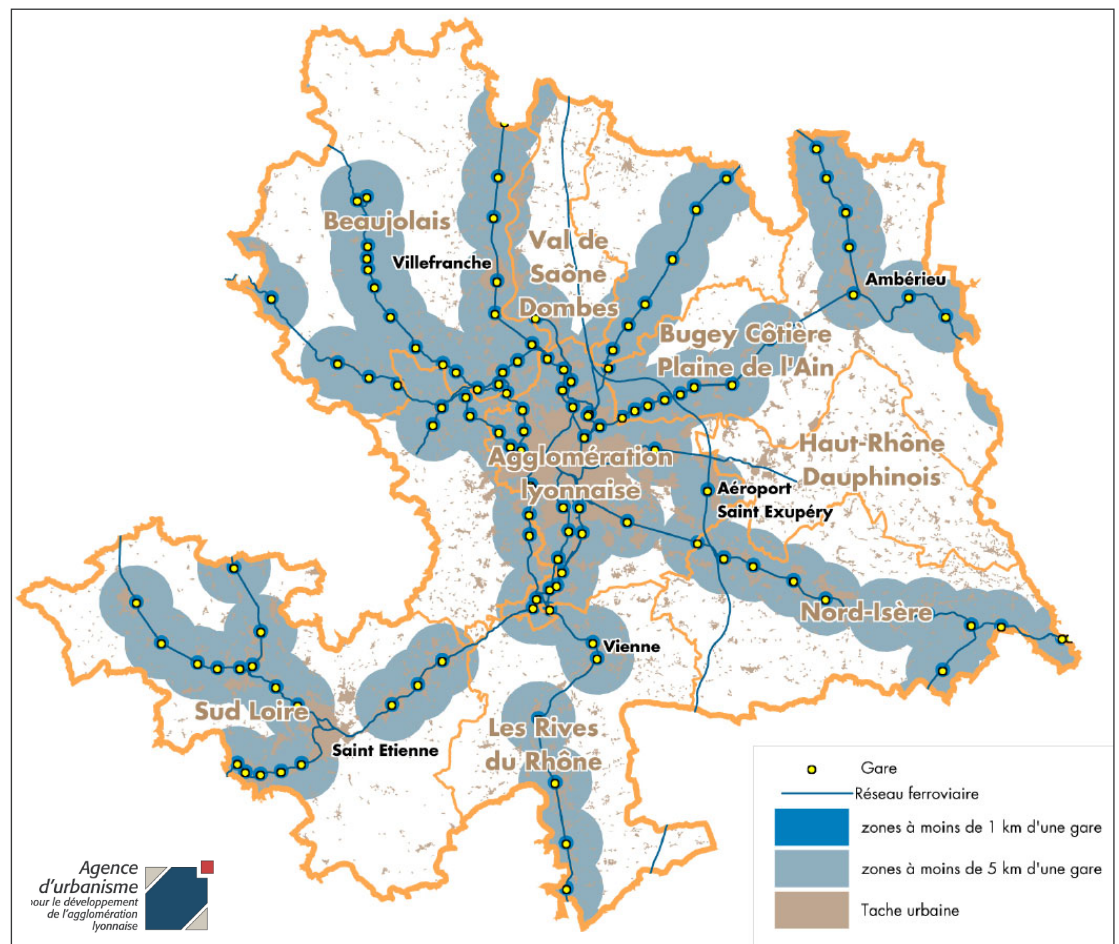 Beaujolais
Villefranche
Val de
Saône
Dombes
Ambérieu
Bugey Côtière
Plaine de l'Ain
Haut-Rhône
Dauphinois
Agglomération
lyonnaise
Aéroport
Saint Exupéry
Nord-Isère
Vienne
Sud Loire
Saint Etienne
Les Rives
du Rhône
Gare
Réseau ferroviaire
zones à moins de 1 km d'une gare
zones à moins de 5 km d'une gare
Tache urbaine
Agence
d'urbanisme
pour le développement
de l'agglomération
lyonnaise